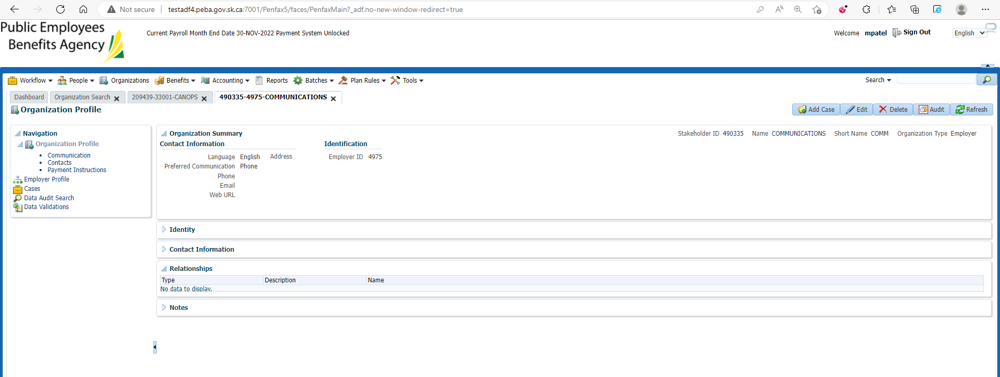 Not secure testadf4.peba.gov.sk.ca:7001/Penfax5/faces/PenfaxMain?_adf.no-new-window-redirect=true
Public Employees
Benefits Agency
Current Payroll Month End Date 30-NOV-2022 Payment System Unlocked
Welcome mpatel Sign Out English
Workflow People Organizations Benefits Accounting Reports Batches Plan Rules Tools Search
Dashboard Organization Search 209439-33001-CANOPS 490335-4975-COMMUNICATIONS
Organization Profile
Add Case Edit Delete Audit Refresh
Navigation
Organization Profile
Communication
Contacts
Payment Instructions
Employer Profile
Cases
Data Audit Search
Data Validations
Organization Summary
Stakeholder ID 490335 Name COMMUNICATIONS Short Name COMM Organization Type Employer
Contact Information Identification
Language English Address Employer ID 4975
Preferred Communication Phone
Phone
Email
Web URL
Identity
Contact Information
Relationships
Type Description Name
No data to display.
Notes